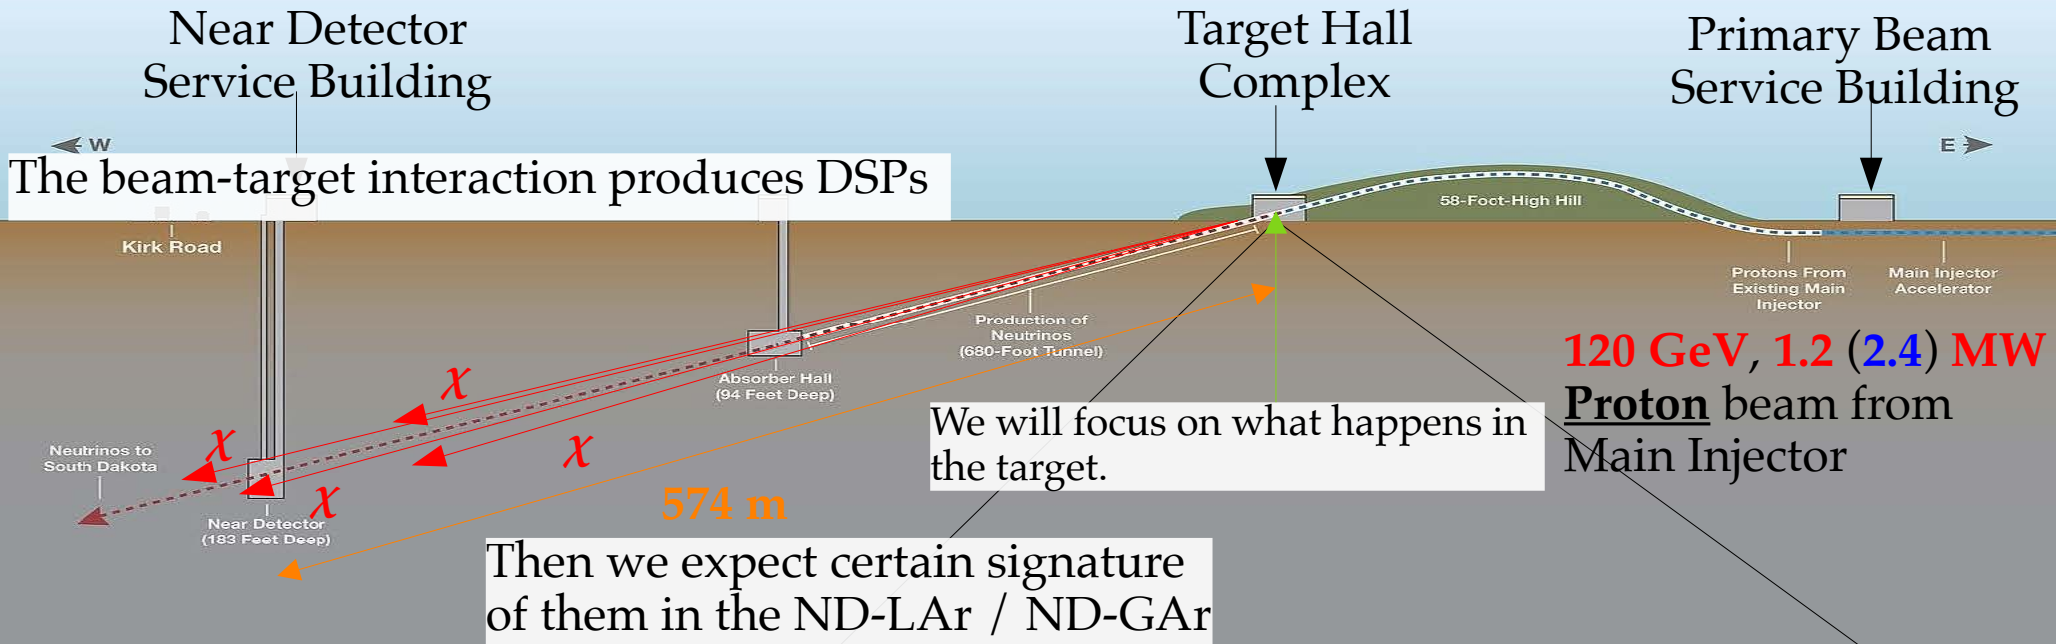 Near Detector
Service Building
Target Hall
Complex
Primary Beam
Service Building
W
E
The beam-target interaction produces DSPs
58-Foot-High Hill
Kirk Road
Protons From
Existing Main
Injector
Main Injector
Accelerator
Production of
Neutrinos
(680-Foot Tunnel)
120 GeV, 1.2 (2.4) MW
Proton beam from
Main Injector
Absorber Hall
(94 Feet Deep)
χ
We will focus on what happens in
the target.
χ
χ
Neutrinos to
South Dakota
χ
574 m
Near Detector
(183 Feet Deep)
Then we expect certain signature
of them in the ND-LAr / ND-GAr